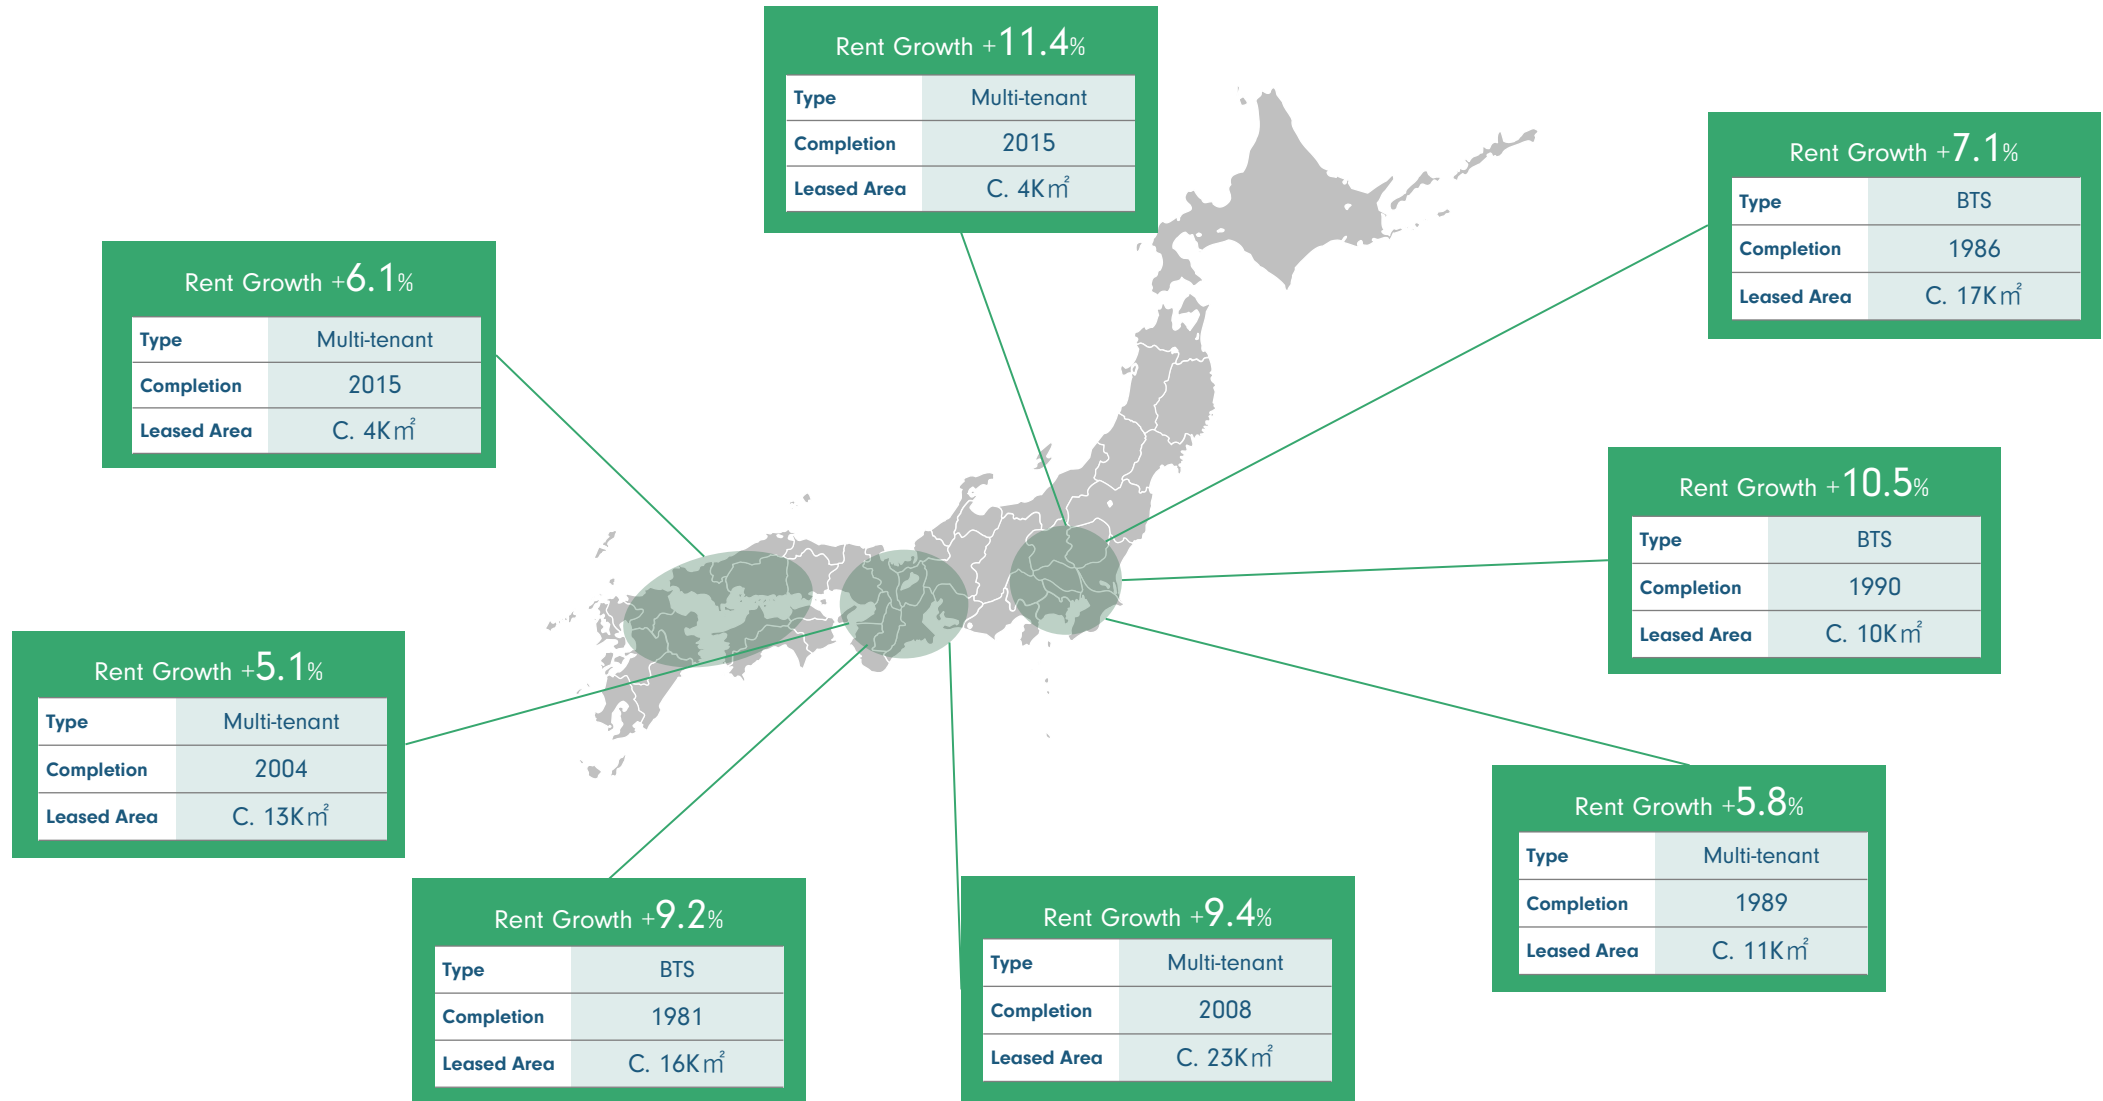 Rent Growth +11.4%
Type Multi-tenant
Completion 2015
Leased Area C. 4K㎡
Rent Growth +7.1%
Type BTS
Completion 1986
Leased Area C. 17K㎡
Rent Growth +6.1%
Type Multi-tenant
Completion 2015
Leased Area C. 4K㎡
Rent Growth +10.5%
Type BTS
Completion 1990
Leased Area C. 10K㎡
Rent Growth +5.1%
Type Multi-tenant
Completion 2004
Leased Area C. 13K㎡
Rent Growth +5.8%
Type Multi-tenant
Completion 1989
Leased Area C. 11K㎡
Rent Growth +9.2%
Type BTS
Completion 1981
Leased Area C. 16K㎡
Rent Growth +9.4%
Type Multi-tenant
Completion 2008
Leased Area C. 23K㎡